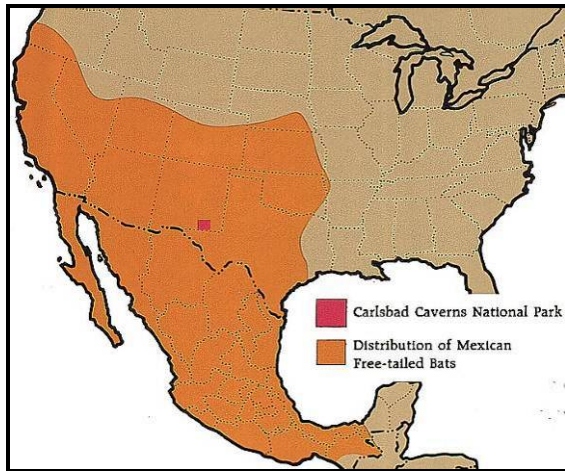 Carlsbad Caverns National Park
Distribution of Mexican
Free-tailed Bats